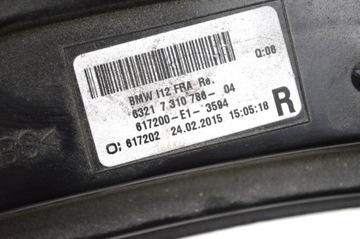 Q:08
BMW I12 FRA Re.
6321 7 310 786 - 04
617200-E1-3594
O: 617202 24.02.2015 15:05:18
R